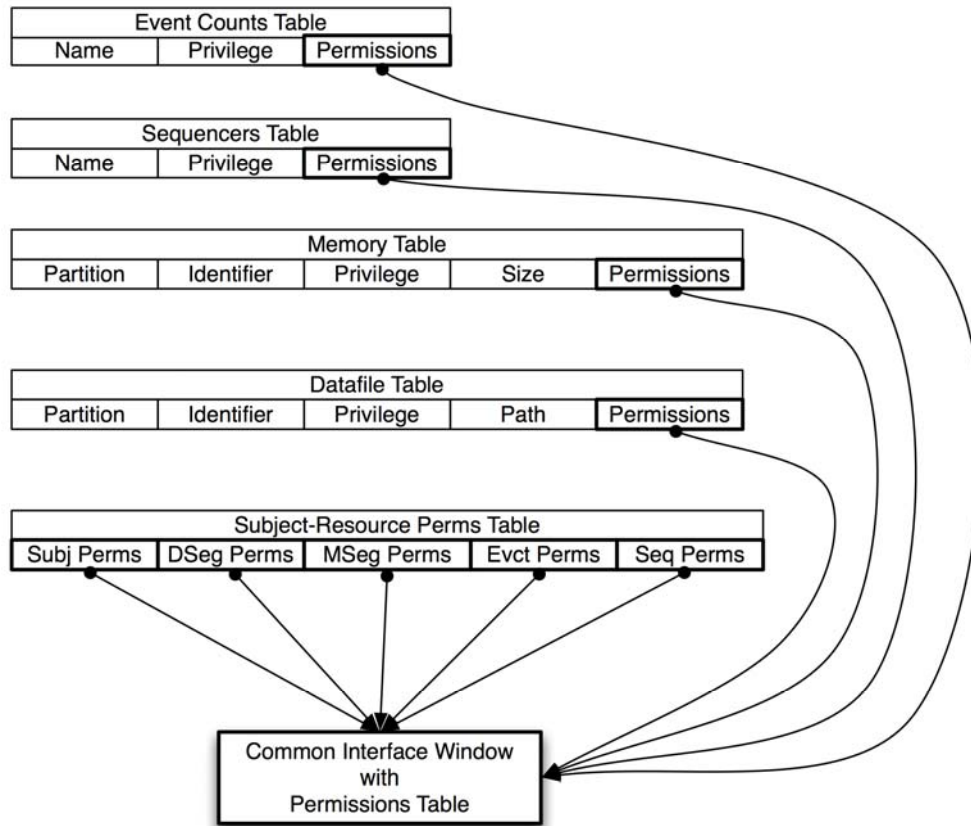 Event Counts Table
Name Privilege Permissions
Sequencers Table
Name Privilege Permissions
Memory Table
Partition Identifier Privilege Size Permissions
Datafile Table
Partition Identifier Privilege Path Permissions
Subject-Resource Perms Table
Subj Perms DSeg Perms MSeg Perms Evct Perms Seq Perms
Common Interface Window
with
Permissions Table